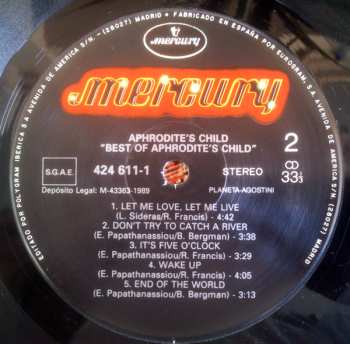 EDITADO POR POLYGRAM IBERICA S/A AVENIDA DE AMERICA S/N.- (28027) MADRID
FABRICADO EN ESPAÑA POR EUROGRAM, S.A AVENIDA DE AMERICA S/N.- (28027) MADRID
mercury
mercury
APHRODITE'S CHILD
"BEST OF APHRODITE'S CHILD"
2
S.G.A.E.
424 611-1
STEREO
CD
33⅓
Depósito Legal: M-43363-1989
PLANETA-AGOSTINI
1. LET ME LOVE, LET ME LIVE
(L. Sideras/R. Francis) - 4:42
2. DON'T TRY TO CATCH A RIVER
(E. Papathanassiou/B. Bergman) - 3:38
3. IT'S FIVE O'CLOCK
(E. Papathanassiou/R. Francis) - 3:29
4. WAKE UP
(E. Papathanassiou/R. Francis) - 4:05
5. END OF THE WORLD
(E. Papathanassiou/B. Bergman) - 3:13